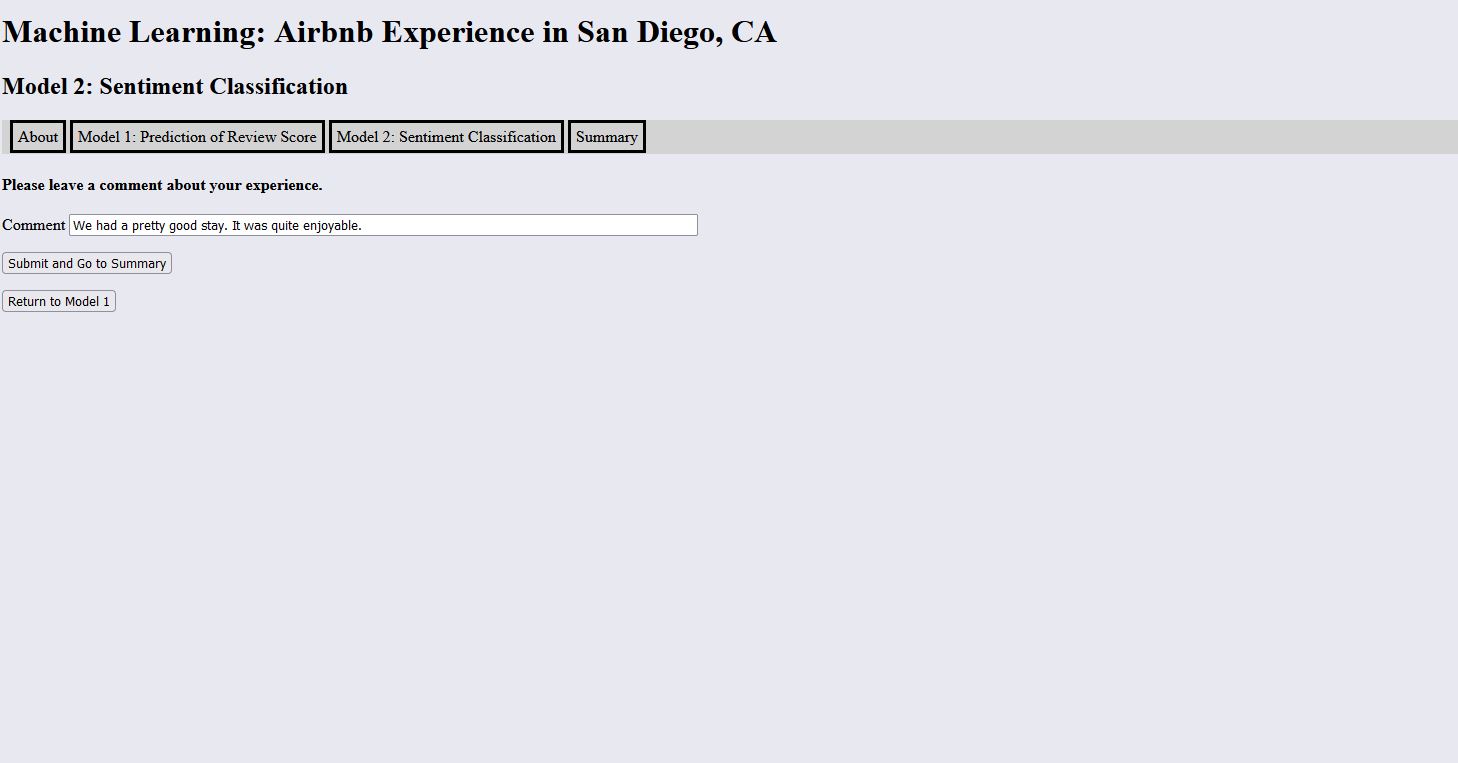 Machine Learning: Airbnb Experience in San Diego, CA
Model 2: Sentiment Classification
About Model 1: Prediction of Review Score Model 2: Sentiment Classification Summary
Please leave a comment about your experience.
Comment We had a pretty good stay. It was quite enjoyable.
Submit and Go to Summary
Return to Model 1